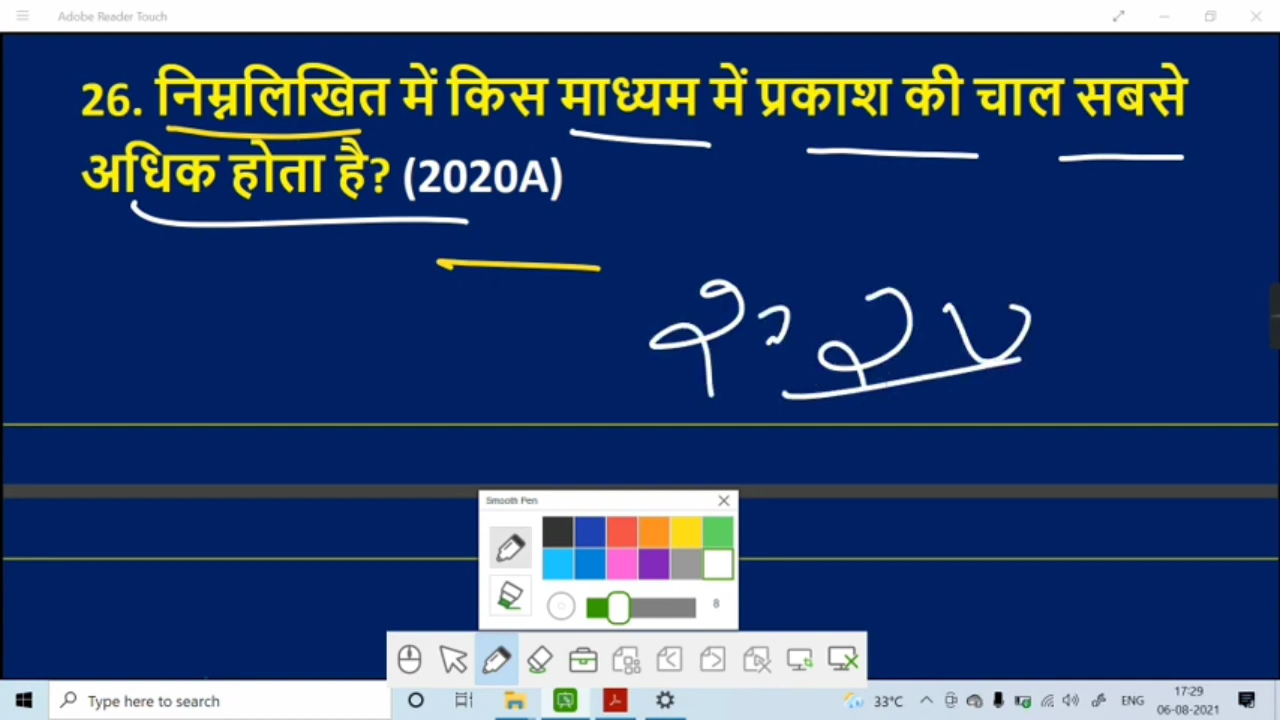 Adobe Reader Touch
26. निम्नलिखित में किस माध्यम में प्रकाश की चाल सबसे
अधिक होता है? (2020A)
Smooth Pen
8
Type here to search
33°C
ENG
17:29
06-08-2021